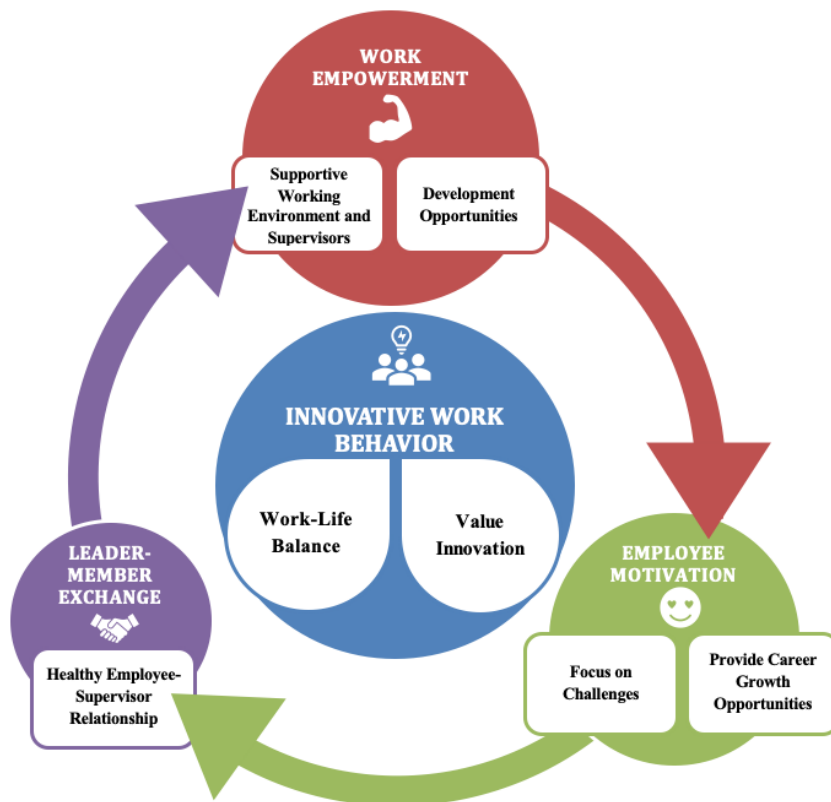 WORK
EMPOWERMENT
Supportive
Working
Environment and
Supervisors
Development
Opportunities
INNOVATIVE WORK
BEHAVIOR
Work-Life
Balance
Value
Innovation
LEADER-
MEMBER
EXCHANGE
Healthy Employee-
Supervisor
Relationship
EMPLOYEE
MOTIVATION
Focus on
Challenges
Provide Career
Growth
Opportunities